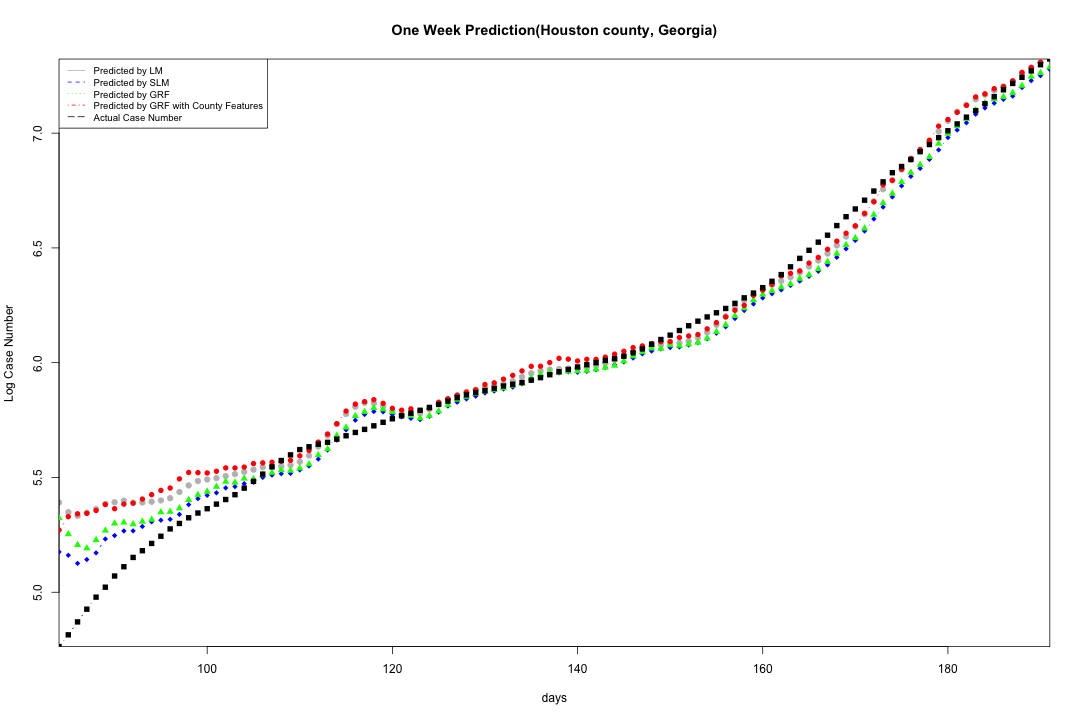 One Week Prediction(Houston county, Georgia)
Predicted by LM
Predicted by SLM
Predicted by GRF
Predicted by GRF with County Features
Actual Case Number
7.0
6.5
6.0
5.5
5.0
Log Case Number
100 120 140 160 180
days